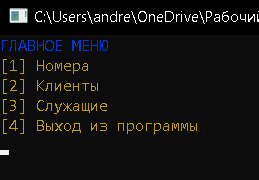 C:\Users\andre\OneDrive\Рабочий
ГЛАВНОЕ МЕНЮ
[1] Номера
[2] Клиенты
[3] Служащие
[4] Выход из программы